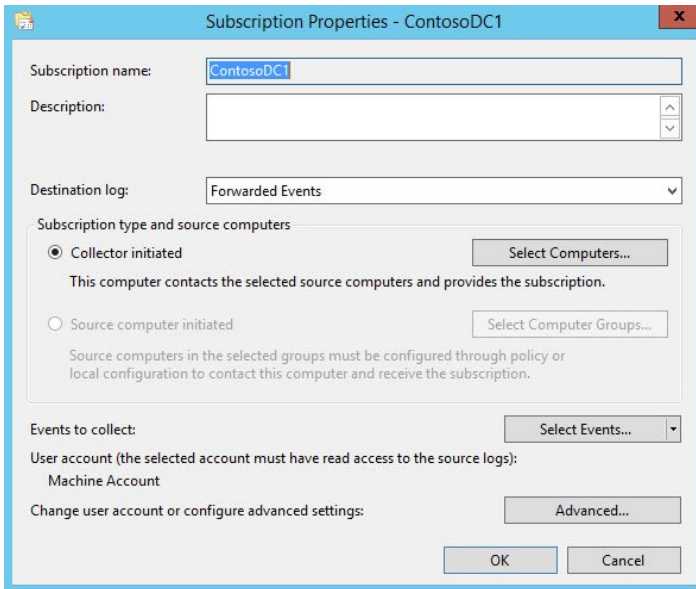 Subscription Properties - ContosoDC1
x
Subscription name:
ContosoDC1
Description:
Destination log:
Forwarded Events
Subscription type and source computers
Collector initiated
Select Computers...
This computer contacts the selected source computers and provides the subscription.
Source computer initiated
Select Computer Groups...
Source computers in the selected groups must be configured through policy or
local configuration to contact this computer and receive the subscription.
Events to collect:
Select Events...
User account (the selected account must have read access to the source logs):
Machine Account
Change user account or configure advanced settings:
Advanced...
OK
Cancel